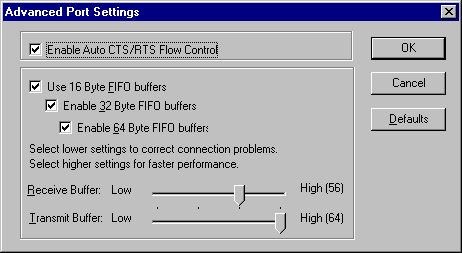 Advanced Port Settings
Enable Auto CTS/RTS Flow Control
OK
Use 16 Byte FIFO buffers
Cancel
Enable 32 Byte FIFO buffers
Defaults
Enable 64 Byte FIFO buffers
Select lower settings to correct connection problems.
Select higher settings for faster performance.
Receive Buffer: Low High (56)
Transmit Buffer: Low High (64)